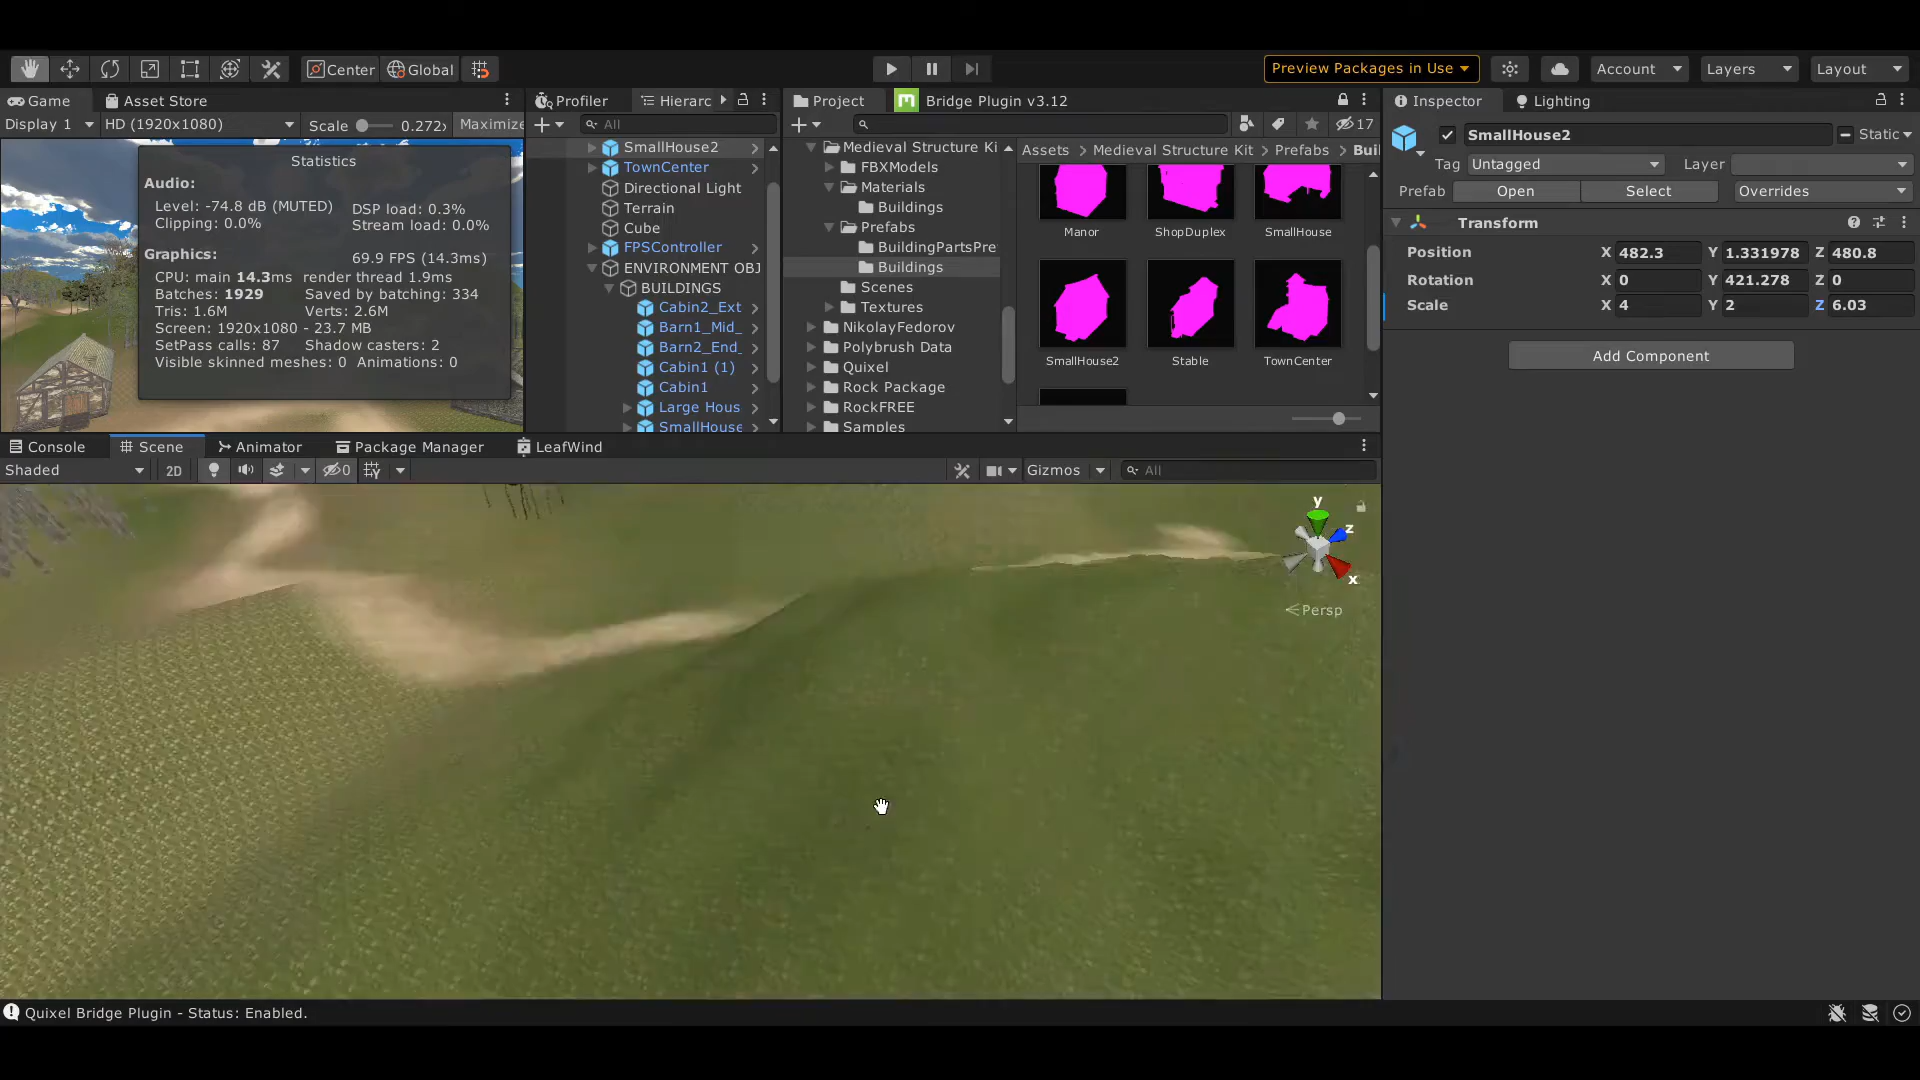 Center
Global
Preview Packages in Use
Account
Layers
Layout
Game
Asset Store
Profiler
Hierarc
Project
Bridge Plugin v3.12
Inspector
Lighting
Display 1
HD (1920x1080)
Scale
0.272x
Maximize
All
17
SmallHouse2
Static
Tag
Untagged
Layer
Prefab
Open
Select
Overrides
Transform
Position
X
482.3
Y
1.331978
Z
480.8
Rotation
X
0
Y
421.278
Z
0
Scale
X
4
Y
2
Z
6.03
Add Component
Statistics
Audio:
Level: -74.8 dB (MUTED)
DSP load: 0.3%
Clipping: 0.0%
Stream load: 0.0%
Graphics:
69.9 FPS (14.3ms)
CPU: main 14.3ms
render thread 1.9ms
Batches: 1929
Saved by batching: 334
Tris: 1.6M
Verts: 2.6M
Screen: 1920x1080 - 23.7 MB
SetPass calls: 87
Shadow casters: 2
Visible skinned meshes: 0
Animations: 0
SmallHouse2
TownCenter
Directional Light
Terrain
Cube
FPSController
ENVIRONMENT OBJ
BUILDINGS
Cabin2_Ext
Barn1_Mid_
Barn2_End_
Cabin1 (1)
Cabin1
Large Hous
SmallHouse
Medieval Structure Ki
FBXModels
Materials
Buildings
Prefabs
BuildingPartsPre
Buildings
Scenes
Textures
NikolayFedorov
Polybrush Data
Quixel
Rock Package
RockFREE
Samples
Assets
Medieval Structure Kit
Prefabs
Bui
Manor
ShopDuplex
SmallHouse
SmallHouse2
Stable
TownCenter
Console
Scene
Animator
Package Manager
LeafWind
Shaded
2D
0
Gizmos
All
y
z
x
Persp
Quixel Bridge Plugin - Status: Enabled.